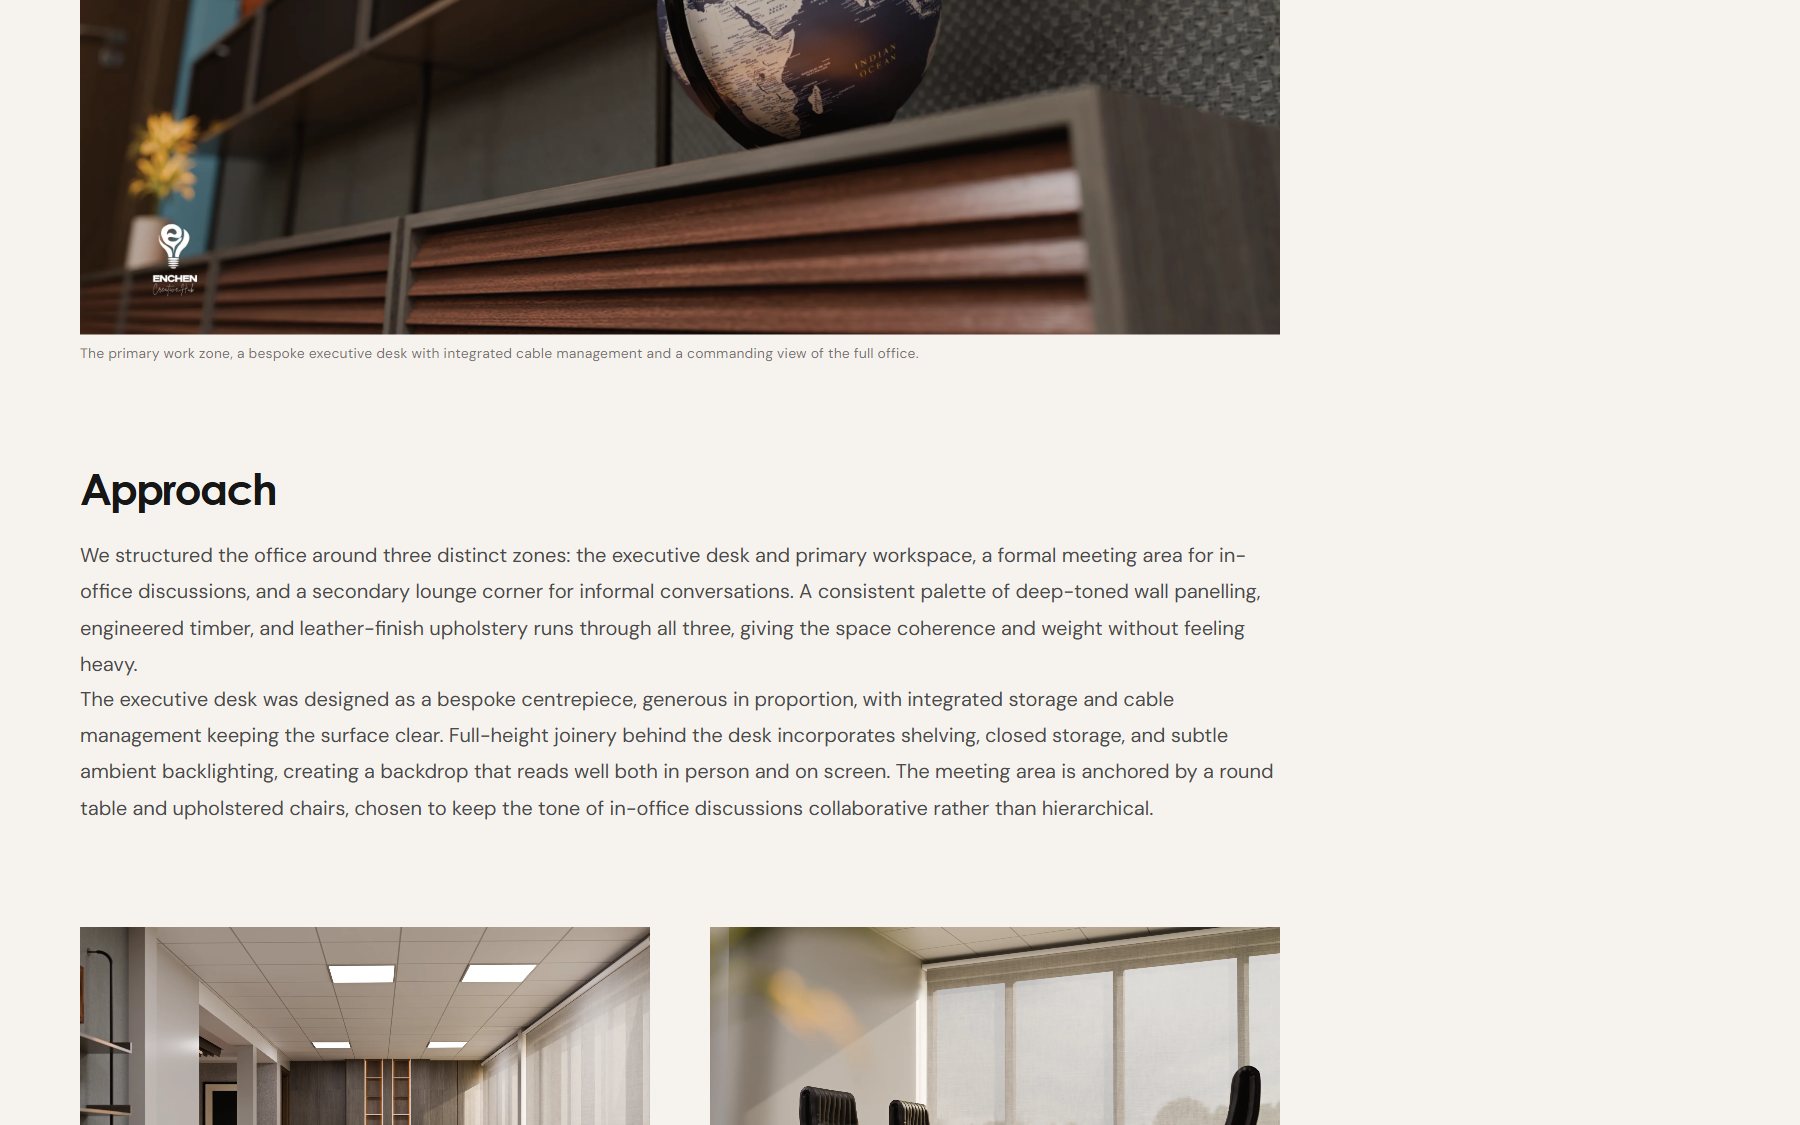 INDIAN
OCEAN
ENCHEN
Creative Hub
The primary work zone, a bespoke executive desk with integrated cable management and a commanding view of the full office.
Approach
We structured the office around three distinct zones: the executive desk and primary workspace, a formal meeting area for in-
office discussions, and a secondary lounge corner for informal conversations. A consistent palette of deep-toned wall panelling,
engineered timber, and leather-finish upholstery runs through all three, giving the space coherence and weight without feeling
heavy.
The executive desk was designed as a bespoke centrepiece, generous in proportion, with integrated storage and cable
management keeping the surface clear. Full-height joinery behind the desk incorporates shelving, closed storage, and subtle
ambient backlighting, creating a backdrop that reads well both in person and on screen. The meeting area is anchored by a round
table and upholstered chairs, chosen to keep the tone of in-office discussions collaborative rather than hierarchical.